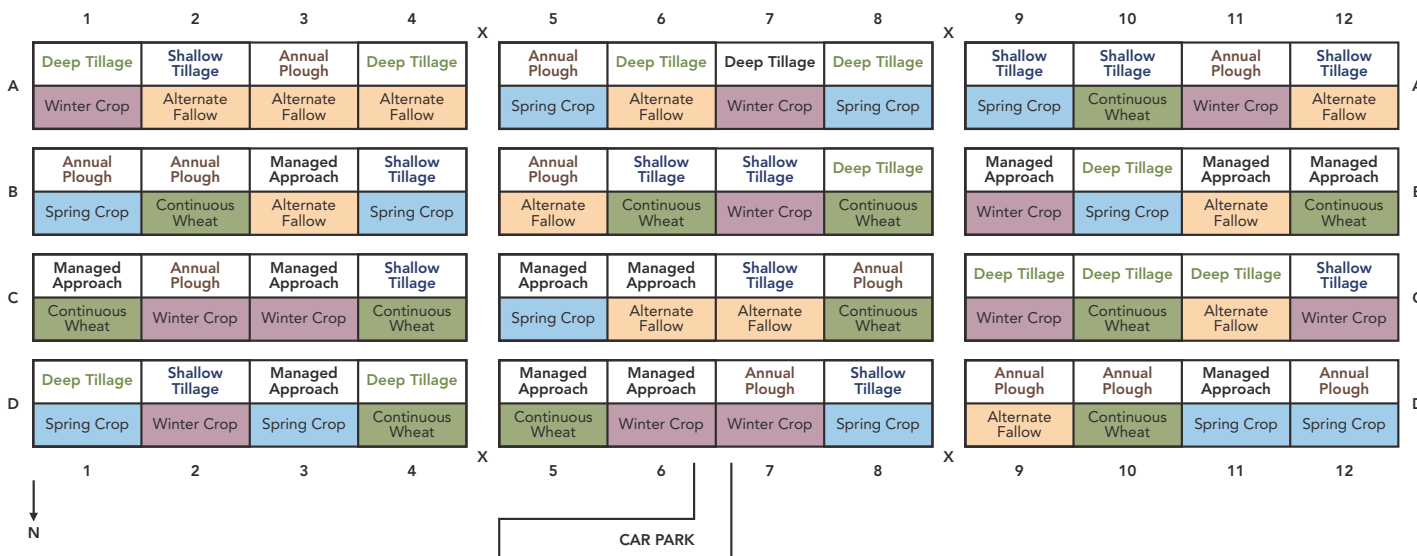 1 2 3 4 X 5 6 7 8 X 9 10 11 12
A Deep Tillage Shallow Tillage Annual Plough Deep Tillage Annual Plough Deep Tillage Deep Tillage Deep Tillage Shallow Tillage Shallow Tillage Annual Plough Shallow Tillage A
Winter Crop Alternate Fallow Alternate Fallow Alternate Fallow Spring Crop Alternate Fallow Winter Crop Spring Crop Spring Crop Continuous Wheat Winter Crop Alternate Fallow
B Annual Plough Annual Plough Managed Approach Shallow Tillage Annual Plough Shallow Tillage Shallow Tillage Deep Tillage Managed Approach Deep Tillage Managed Approach Managed Approach B
Spring Crop Continuous Wheat Alternate Fallow Spring Crop Alternate Fallow Continuous Wheat Winter Crop Continuous Wheat Winter Crop Spring Crop Alternate Fallow Continuous Wheat
C Managed Approach Annual Plough Managed Approach Shallow Tillage Managed Approach Managed Approach Shallow Tillage Annual Plough Deep Tillage Deep Tillage Deep Tillage Shallow Tillage C
Continuous Wheat Winter Crop Winter Crop Continuous Wheat Spring Crop Alternate Fallow Alternate Fallow Continuous Wheat Winter Crop Continuous Wheat Alternate Fallow Winter Crop
D Deep Tillage Shallow Tillage Managed Approach Deep Tillage Managed Approach Managed Approach Annual Plough Shallow Tillage Annual Plough Annual Plough Managed Approach Annual Plough D
Spring Crop Winter Crop Spring Crop Continuous Wheat Continuous Wheat Winter Crop Winter Crop Spring Crop Alternate Fallow Continuous Wheat Spring Crop Spring Crop
1 2 3 4 X 5 6 7 8 X 9 10 11 12
N
CAR PARK